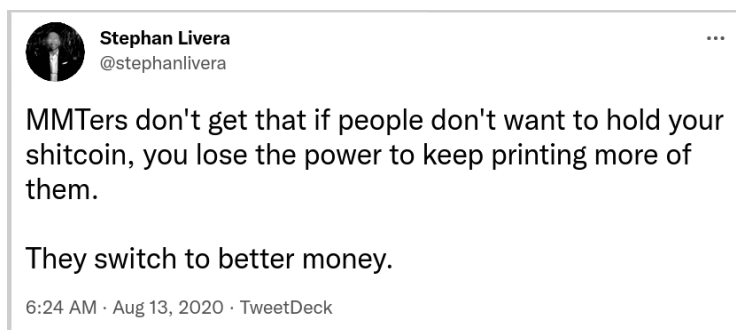 Stephan Livera
@stephanlivera
MMTers don't get that if people don't want to hold your
shitcoin, you lose the power to keep printing more of
them.
They switch to better money.
6:24 AM · Aug 13, 2020 · TweetDeck